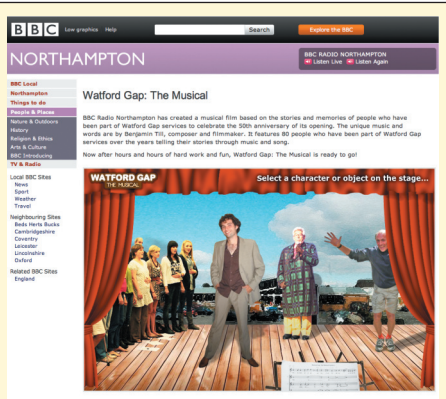 BBC Low graphics Help Search Explore the BBC
NORTHAMPTON
BBC RADIO NORTHAMPTON
Listen Live Listen Again
BBC Local
Northampton
Things to do
People & Places
Nature & Outdoors
History
Religion & Ethics
Arts & Culture
BBC Introducing
TV & Radio
Local BBC Sites
News
Sport
Weather
Travel
Neighbouring Sites
Beds Herts Bucks
Cambridgeshire
Coventry
Leicester
Lincolnshire
Oxford
Related BBC Sites
England
Watford Gap: The Musical
BBC Radio Northampton has created a musical film based on the stories and memories of people who have
been part of Watford Gap services to celebrate the 50th anniversary of its opening. The unique music and
words are by Benjamin Till, composer and filmmaker. It features 80 people who have been part of Watford Gap
services over the years telling their stories through music and song.
Now after hours and hours of hard work and fun, Watford Gap: The Musical is ready to go!
WATFORD GAP
THE MUSICAL
Select a character or object on the stage...